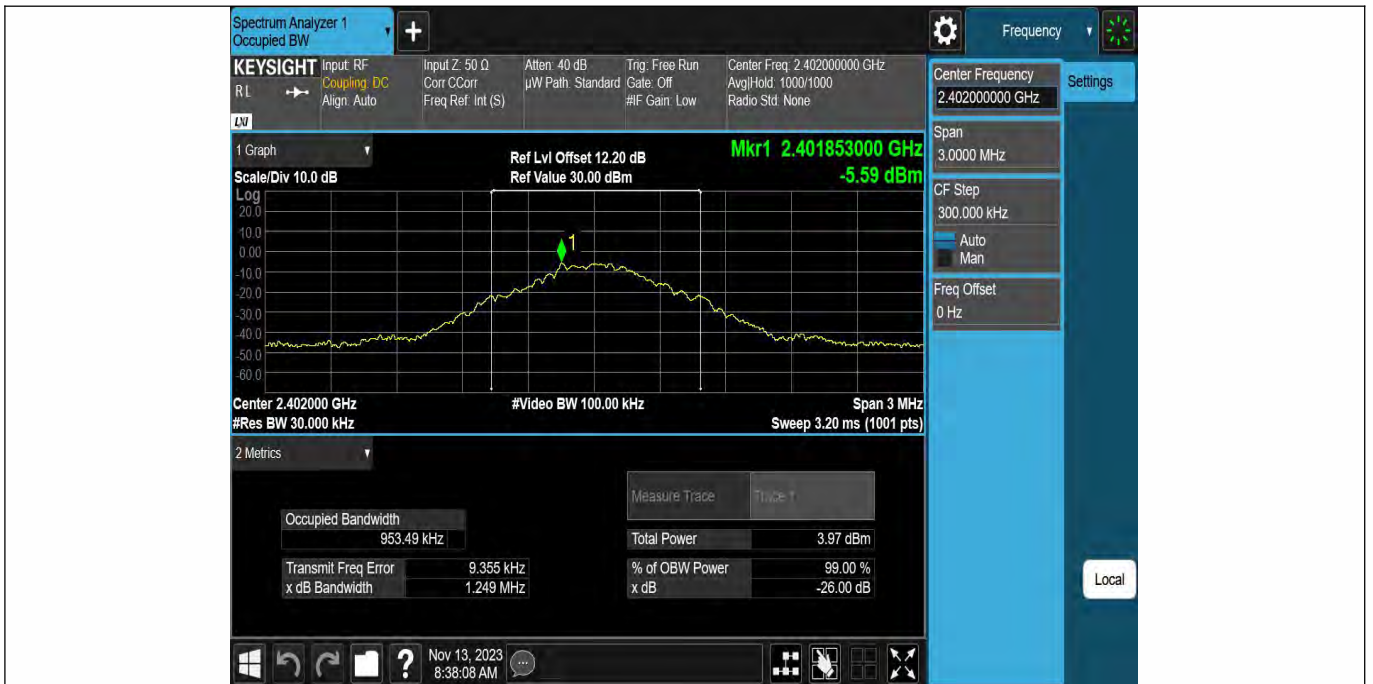 Spectrum Analyzer 1
Occupied BW
+
Frequency
KEYSIGHT
R L
LXI
Input: RF
Coupling: DC
Align: Auto
Input Z: 50 Ω
Corr CCorr
Freq Ref: Int (S)
Atten: 40 dB
µW Path: Standard
Trig: Free Run
Gate: Off
#IF Gain: Low
Center Freq: 2.402000000 GHz
Avg|Hold: 1000/1000
Radio Std: None
Center Frequency
2.402000000 GHz
Settings
Span
3.0000 MHz
CF Step
300.000 kHz
Auto
Man
Freq Offset
0 Hz
Local
1 Graph
Scale/Div 10.0 dB
Ref Lvl Offset 12.20 dB
Ref Value 30.00 dBm
Mkr1 2.401853000 GHz
-5.59 dBm
Log
20.0
10.0
0.00
-10.0
-20.0
-30.0
-40.0
-50.0
-60.0
1
Center 2.402000 GHz
#Video BW 100.00 kHz
Span 3 MHz
#Res BW 30.000 kHz
Sweep 3.20 ms (1001 pts)
2 Metrics
Measure Trace
Trace 1
Occupied Bandwidth
953.49 kHz
Total Power
3.97 dBm
Transmit Freq Error
9.355 kHz
% of OBW Power
99.00 %
x dB Bandwidth
1.249 MHz
x dB
-26.00 dB
?
Nov 13, 2023
8:38:08 AM